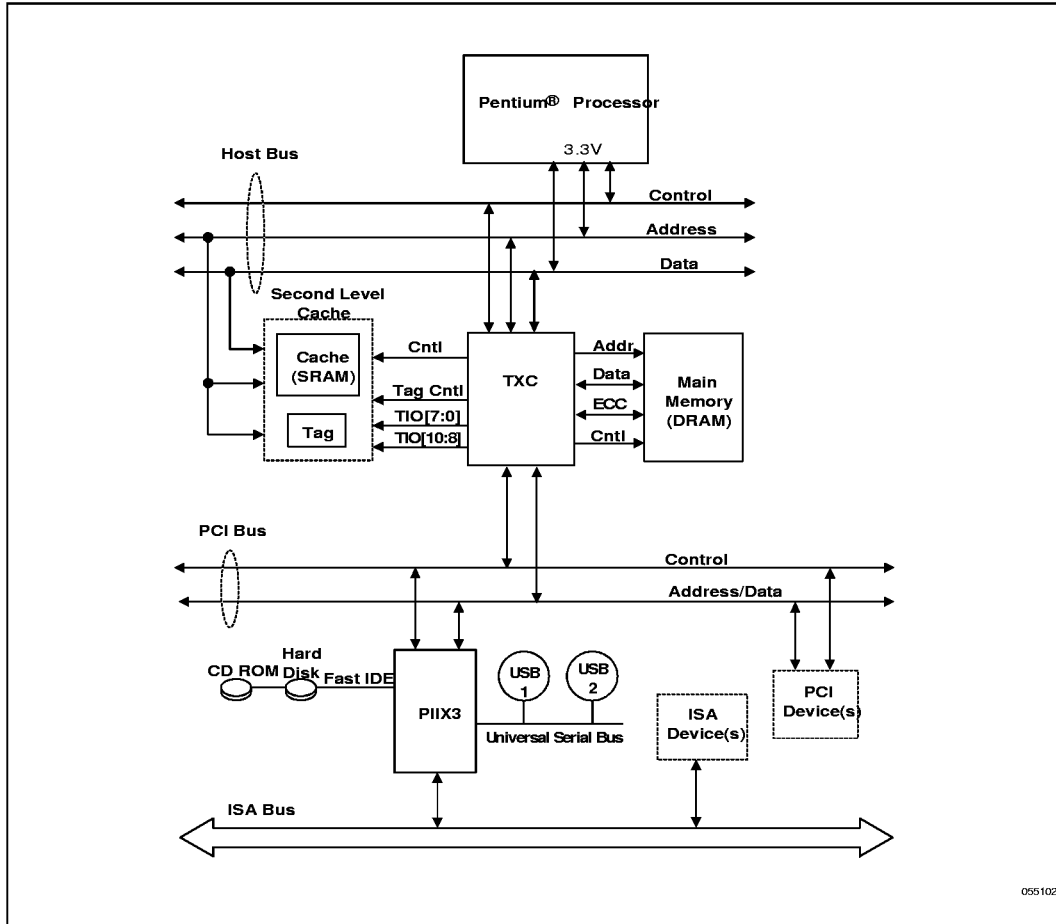 Pentium® Processor
3.3V
Host Bus
Control
Address
Data
Second Level
Cache
Cache
(SRAM)
Tag
Cntl
Tag Cntl
TIO[7:0]
TIO[10:8]
TXC
Addr
Data
ECC
Cntl
Main
Memory
(DRAM)
PCI Bus
Control
Address/Data
CD ROM
Hard
Disk
Fast IDE
PIIX3
USB
1
USB
2
Universal Serial Bus
ISA
Device(s)
PCI
Device(s)
ISA Bus
055102